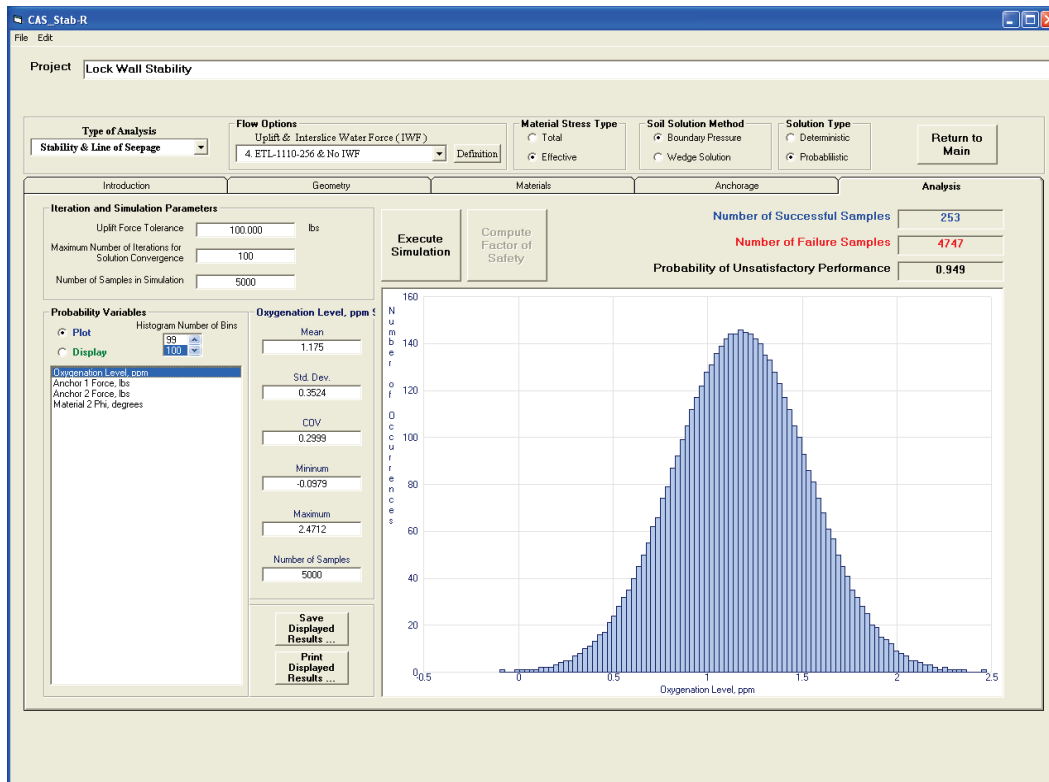 CAS_Stab-R
File Edit
Project Lock Wall Stability
Type of Analysis
Stability & Line of Seepage
Flow Options
Uplift & Interslice Water Force ( IWF )
4. ETL-1110-256 & No IWF
Definition
Material Stress Type
Total
Effective
Soil Solution Method
Boundary Pressure
Wedge Solution
Solution Type
Deterministic
Probablilistic
Return to
Main
Introduction
Geometry
Materials
Anchorage
Analysis
Iteration and Simulation Parameters
Uplift Force Tolerance 100.000 lbs
Maximum Number of Iterations for
Solution Convergence 100
Number of Samples in Simulation 5000
Execute
Simulation
Compute
Factor of
Safety
Number of Successful Samples 253
Number of Failure Samples 4747
Probability of Unsatisfactory Performance 0.949
Probability Variables
Plot
Display
Histogram Number of Bins
99
100
Oxygenation Level, ppm
Anchor 1 Force, lbs
Anchor 2 Force, lbs
Material 2 Phi, degrees
Oxygenation Level, ppm S
Mean
1.175
Std. Dev.
0.3524
COV
0.2999
Mininum
-0.0979
Maximum
2.4712
Number of Samples
5000
Save
Displayed
Results ...
Print
Displayed
Results ...
Number of Occurrences
160
140
120
100
80
60
40
20
0
-0.5 0 0.5 1 1.5 2 2.5
Oxygenation Level, ppm